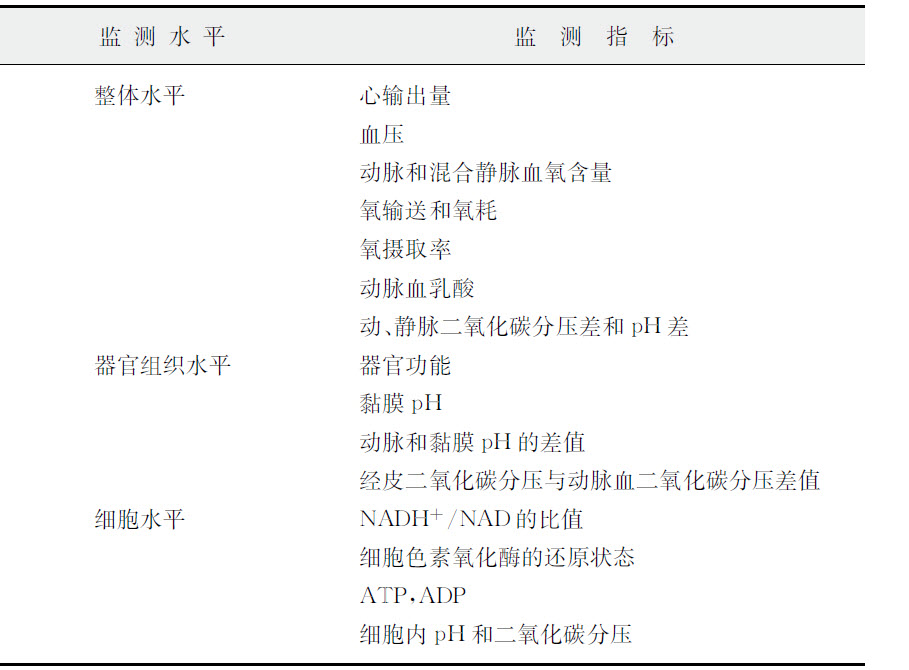 监测水平 监测指标
整体水平 心输出量
血压
动脉和混合静脉血氧含量
氧输送和氧耗
氧摄取率
动脉血乳酸
动、静脉二氧化碳分压差和 pH 差
器官组织水平 器官功能
黏膜 pH
动脉和黏膜 pH 的差值
经皮二氧化碳分压与动脉血二氧化碳分压差值
细胞水平 NADH⁺/NAD 的比值
细胞色素氧化酶的还原状态
ATP,ADP
细胞内 pH 和二氧化碳分压